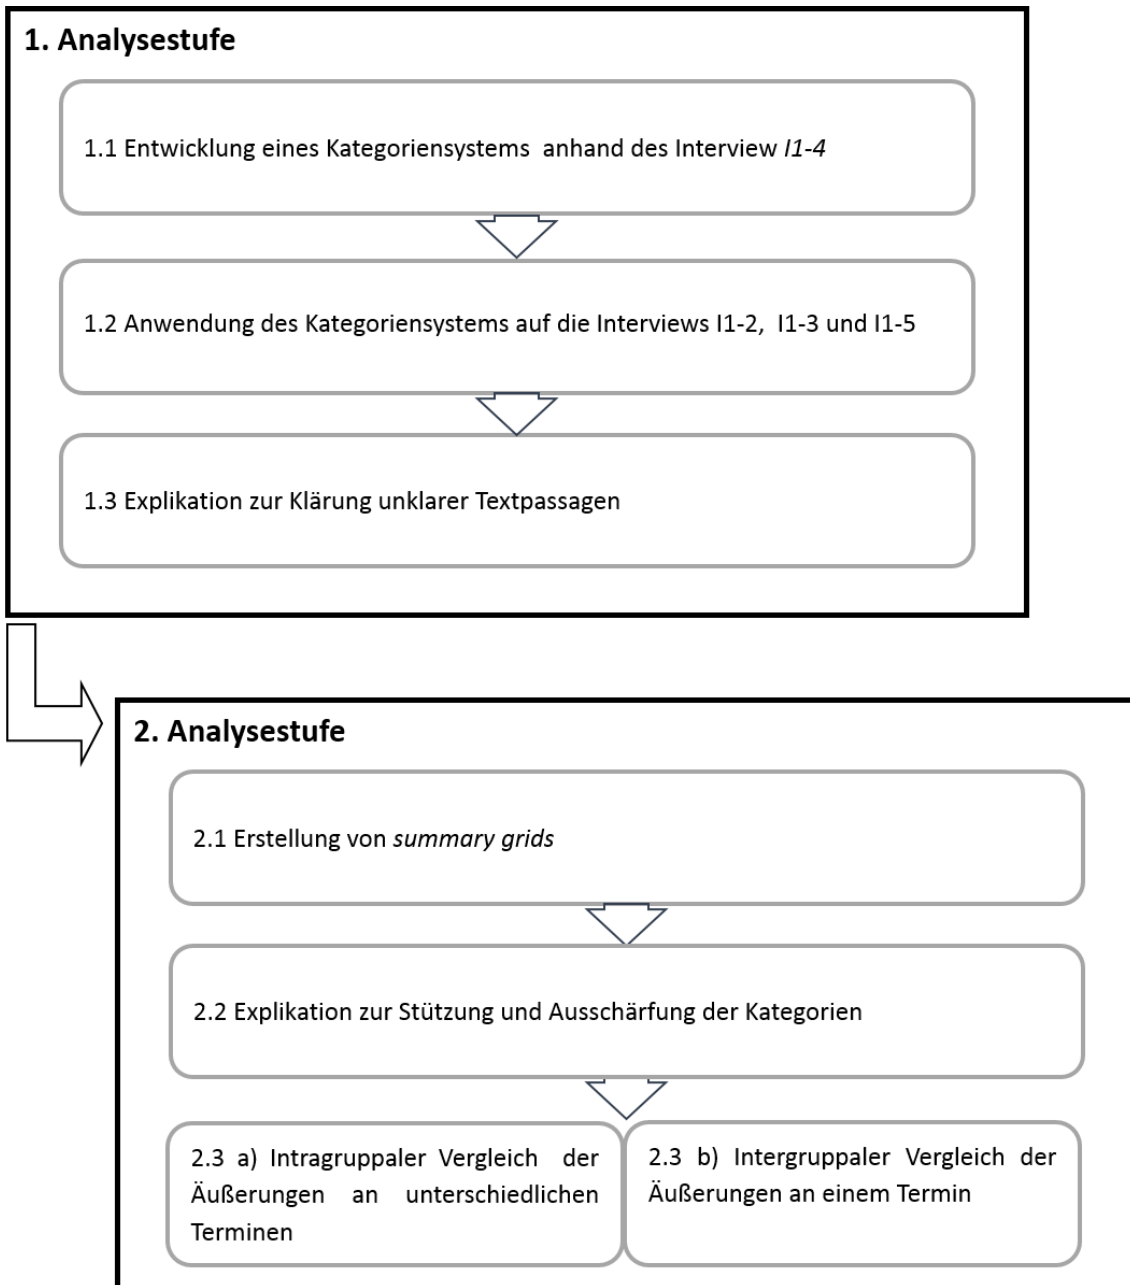 1. Analysestufe
1.1 Entwicklung eines Kategoriensystems anhand des Interview I1-4
1.2 Anwendung des Kategoriensystems auf die Interviews I1-2, I1-3 und I1-5
1.3 Explikation zur Klärung unklarer Textpassagen
2. Analysestufe
2.1 Erstellung von summary grids
2.2 Explikation zur Stützung und Ausschärfung der Kategorien
2.3 a) Intragruppaler Vergleich der
Äußerungen an unterschiedlichen
Terminen
2.3 b) Intergruppaler Vergleich der
Äußerungen an einem Termin